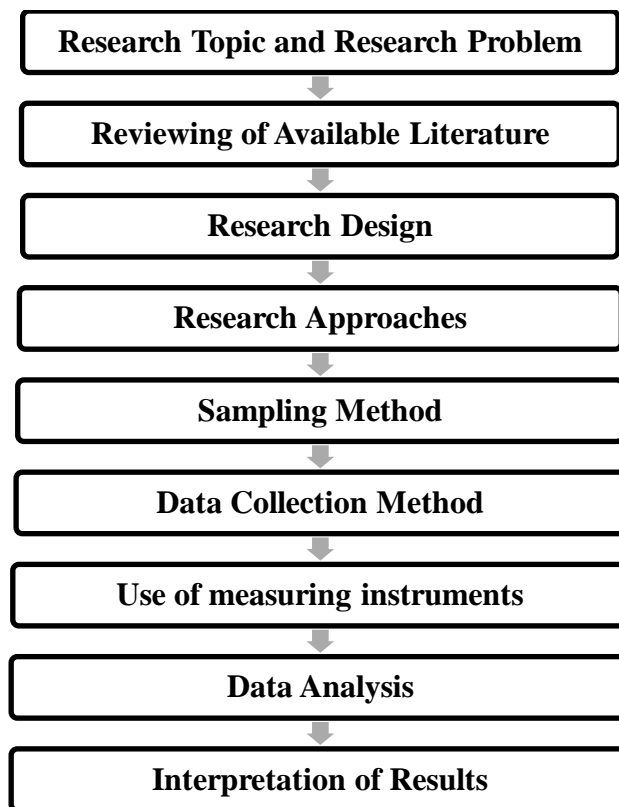 Research Topic and Research Problem
Reviewing of Available Literature
Research Design
Research Approaches
Sampling Method
Data Collection Method
Use of measuring instruments
Data Analysis
Interpretation of Results